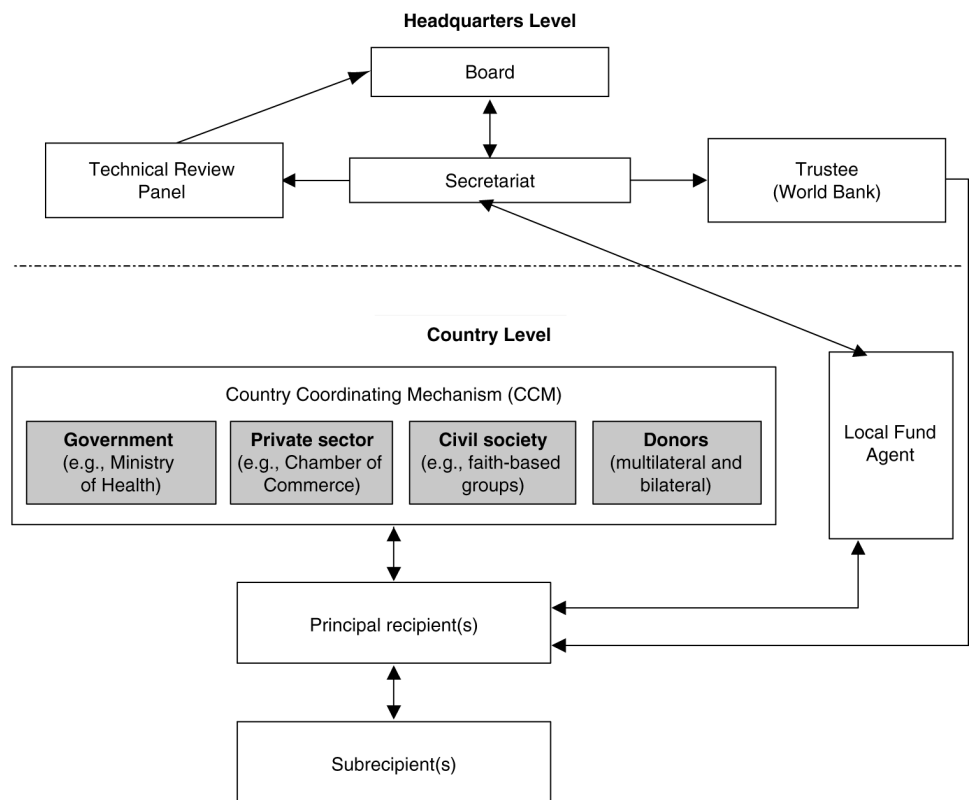 Headquarters Level
Board
Technical Review
Panel
Secretariat
Trustee
(World Bank)
Country Level
Country Coordinating Mechanism (CCM)
Government
(e.g., Ministry
of Health)
Private sector
(e.g., Chamber of
Commerce)
Civil society
(e.g., faith-based
groups)
Donors
(multilateral and
bilateral)
Local Fund
Agent
Principal recipient(s)
Subrecipient(s)